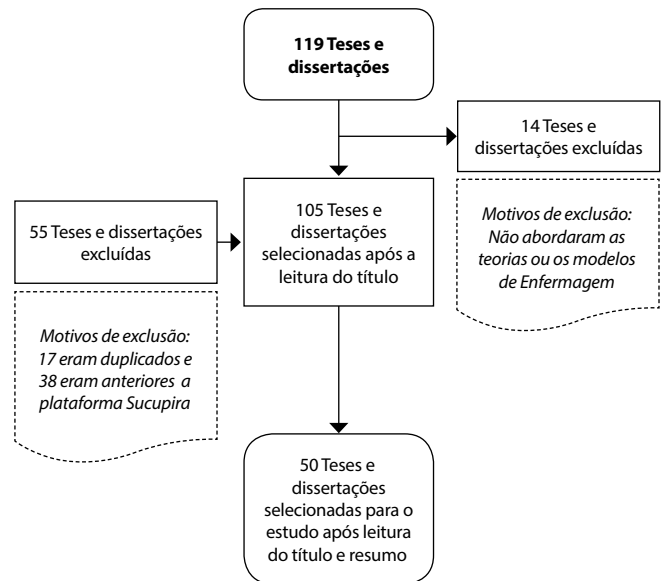 119 Teses e
dissertações
14 Teses e
dissertações excluídas
Motivos de exclusão:
Não abordaram as
teorias ou os modelos
de Enfermagem
105 Teses e
dissertações
selecionadas após a
leitura do título
55 Teses e dissertações
excluídas
Motivos de exclusão:
17 eram duplicados e
38 eram anteriores a
plataforma Sucupira
50 Teses e
dissertações
selecionadas para o
estudo após leitura
do título e resumo